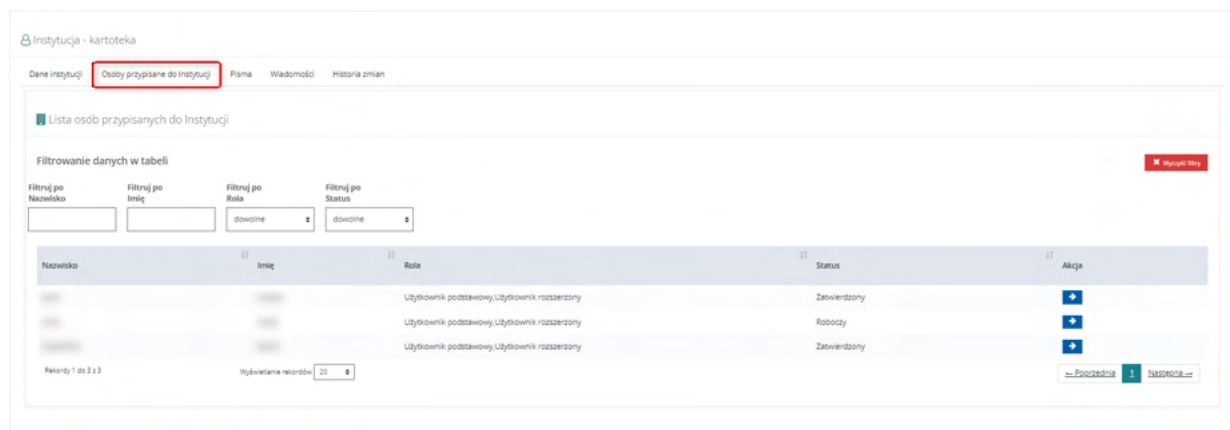 Instytucja - kartoteka
Dane instytucji Osoby przypisane do Instytucji Pisma Wiadomości Historia zmian
Lista osób przypisanych do Instytucji
Filtrowanie danych w tabeli
Wyczyść filtry
Filtruj po Nazwisko Filtruj po Imię Filtruj po Rola Filtruj po Status
dowolne dowolne
Nazwisko Imię Rola Status Akcja
Użytkownik podstawowy,Użytkownik rozszerzony Zatwierdzony
Użytkownik podstawowy,Użytkownik rozszerzony Roboczy
Użytkownik podstawowy,Użytkownik rozszerzony Zatwierdzony
Rekordy 1 do 3 z 3 Wyświetlanie rekordów 20 ← Poprzednia 1 Następna →